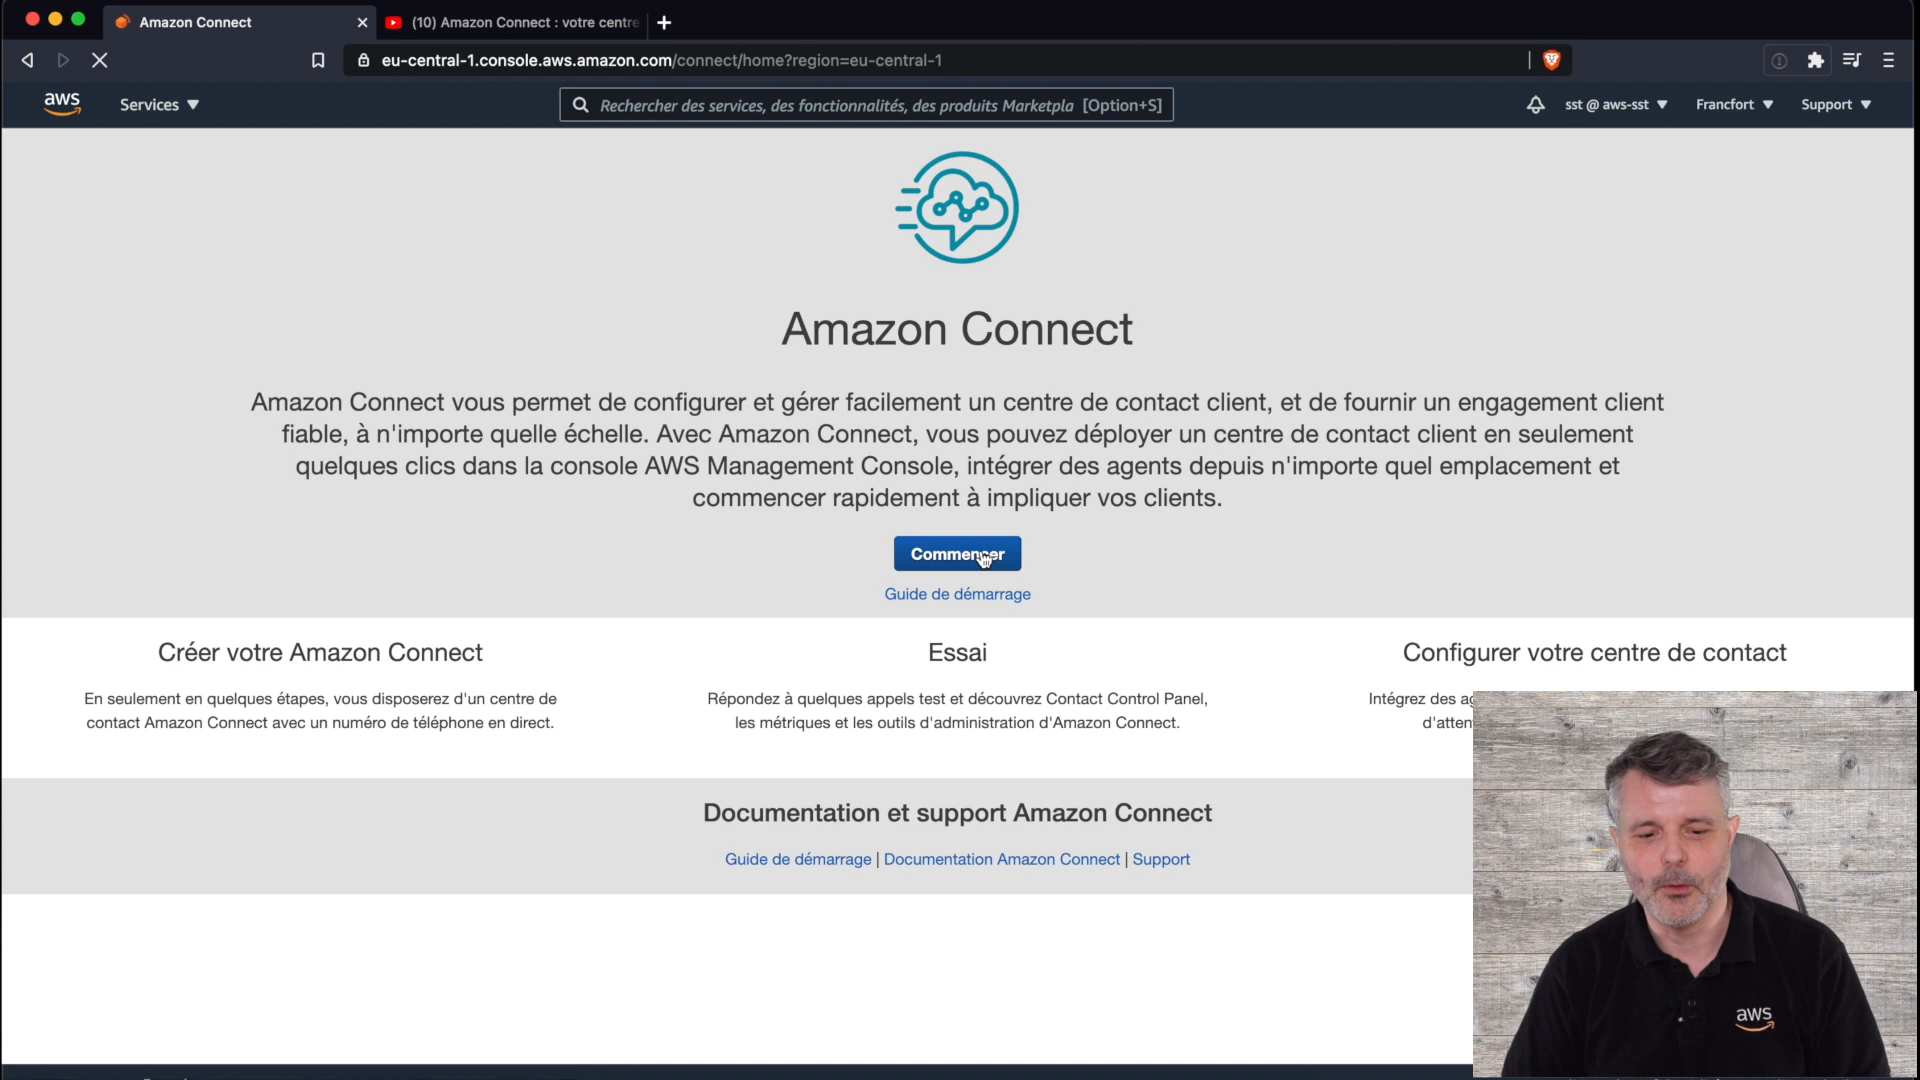 Amazon Connect
(10) Amazon Connect : votre centre
eu-central-1.console.aws.amazon.com/connect/home?region=eu-central-1
aws
Services
Rechercher des services, des fonctionnalités, des produits Marketpla [Option+S]
sst @ aws-sst
Francfort
Support
Amazon Connect
Amazon Connect vous permet de configurer et gérer facilement un centre de contact client, et de fournir un engagement client
fiable, à n'importe quelle échelle. Avec Amazon Connect, vous pouvez déployer un centre de contact client en seulement
quelques clics dans la console AWS Management Console, intégrer des agents depuis n'importe quel emplacement et
commencer rapidement à impliquer vos clients.
Commencer
Guide de démarrage
Créer votre Amazon Connect
En seulement en quelques étapes, vous disposerez d'un centre de
contact Amazon Connect avec un numéro de téléphone en direct.
Essai
Répondez à quelques appels test et découvrez Contact Control Panel,
les métriques et les outils d'administration d'Amazon Connect.
Configurer votre centre de contact
Intégrez des
Documentation et support Amazon Connect
Guide de démarrage | Documentation Amazon Connect | Support
aws